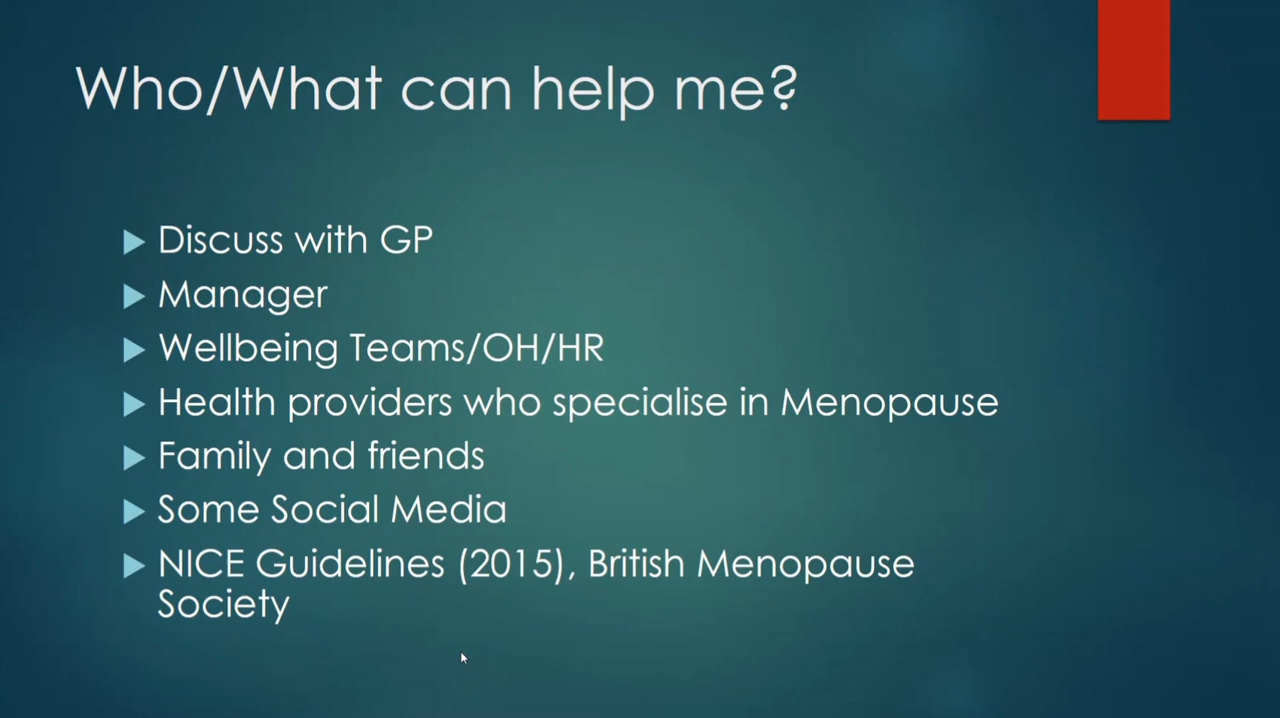 Who/What can help me?
Discuss with GP
Manager
Wellbeing Teams/OH/HR
Health providers who specialise in Menopause
Family and friends
Some Social Media
NICE Guidelines (2015), British Menopause
Society